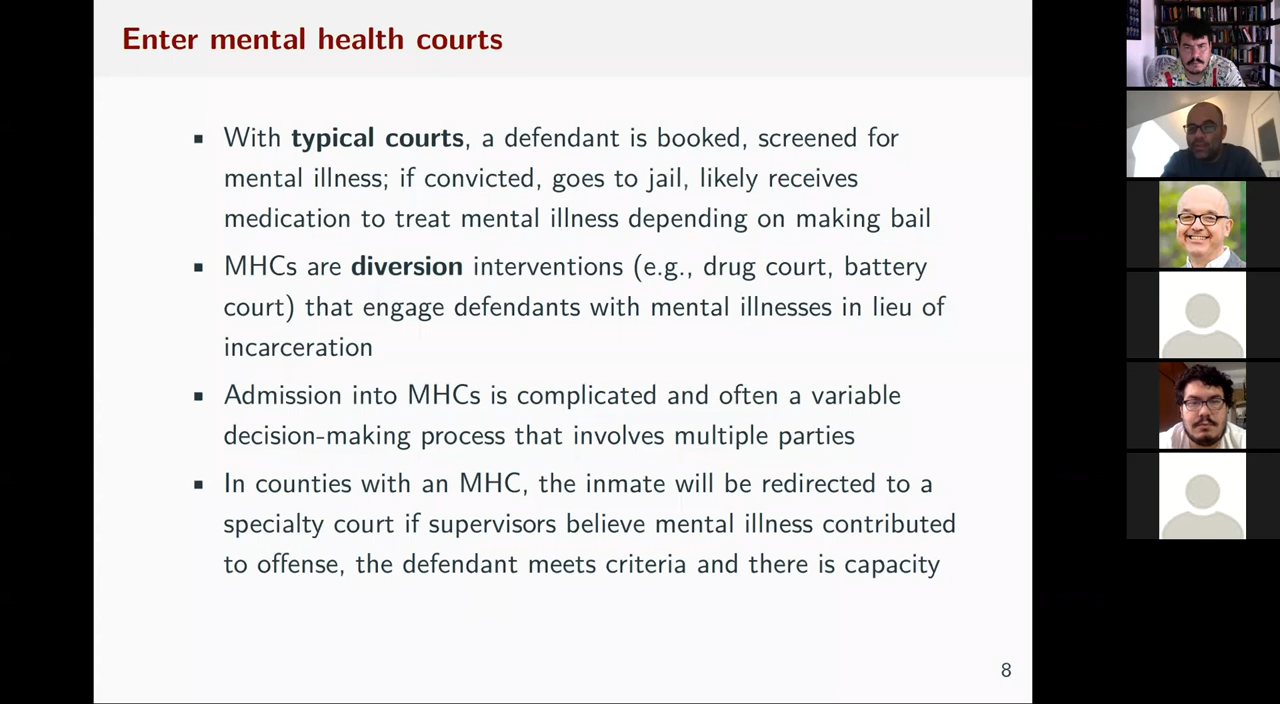 Enter mental health courts
▪ With typical courts, a defendant is booked, screened for
mental illness; if convicted, goes to jail, likely receives
medication to treat mental illness depending on making bail
▪ MHCs are diversion interventions (e.g., drug court, battery
court) that engage defendants with mental illnesses in lieu of
incarceration
▪ Admission into MHCs is complicated and often a variable
decision-making process that involves multiple parties
▪ In counties with an MHC, the inmate will be redirected to a
specialty court if supervisors believe mental illness contributed
to offense, the defendant meets criteria and there is capacity
8